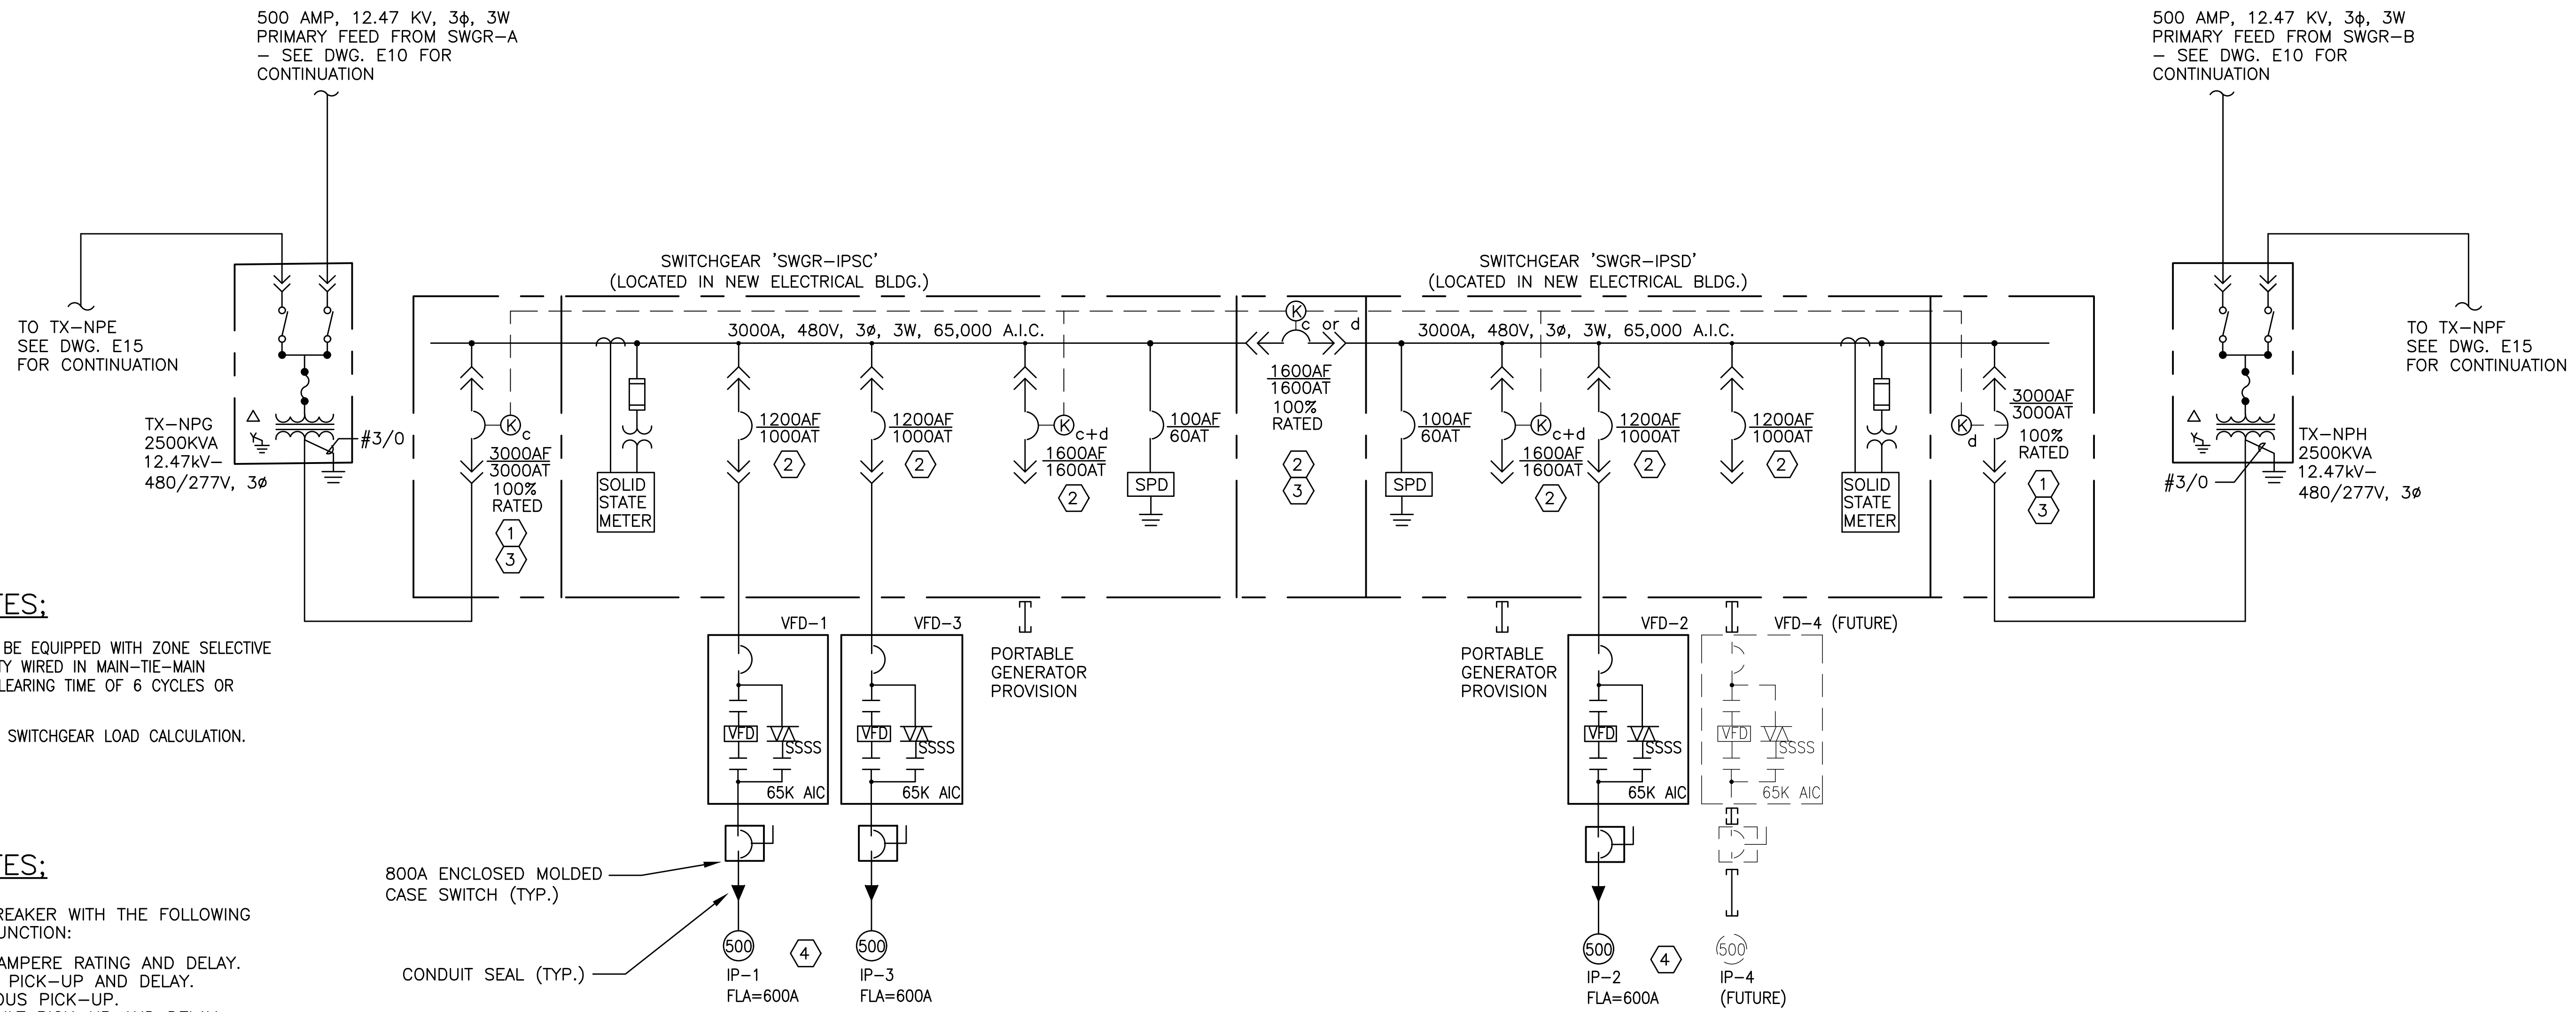 500 AMP, 12.47 KV, 3ϕ, 3W
PRIMARY FEED FROM SWGR-A
- SEE DWG. E10 FOR
CONTINUATION
500 AMP, 12.47 KV, 3ϕ, 3W
PRIMARY FEED FROM SWGR-B
- SEE DWG. E10 FOR
CONTINUATION
TO TX-NPE
SEE DWG. E15
FOR CONTINUATION
TX-NPG
2500KVA
12.47kV-
480/277V, 3ø
Δ
Y
#3/0
SWITCHGEAR 'SWGR-IPSC'
(LOCATED IN NEW ELECTRICAL BLDG.)
3000A, 480V, 3ø, 3W, 65,000 A.I.C.
K
c
3000AF
3000AT
100%
RATED
1
3
SOLID
STATE
METER
1200AF
1000AT
2
1200AF
1000AT
2
K
c+d
1600AF
1600AT
2
100AF
60AT
SPD
K
c or d
1600AF
1600AT
100%
RATED
2
3
SWITCHGEAR 'SWGR-IPSD'
(LOCATED IN NEW ELECTRICAL BLDG.)
3000A, 480V, 3ø, 3W, 65,000 A.I.C.
100AF
60AT
SPD
K
c+d
1600AF
1600AT
2
1200AF
1000AT
2
1200AF
1000AT
2
SOLID
STATE
METER
K
d
3000AF
3000AT
100%
RATED
1
3
Δ
Y
#3/0
TX-NPH
2500KVA
12.47kV-
480/277V, 3ø
TO TX-NPF
SEE DWG. E15
FOR CONTINUATION
TES;
BE EQUIPPED WITH ZONE SELECTIVE
TY WIRED IN MAIN-TIE-MAIN
LEARING TIME OF 6 CYCLES OR
SWITCHGEAR LOAD CALCULATION.
TES;
REAKER WITH THE FOLLOWING
UNCTION:
AMPERE RATING AND DELAY.
PICK-UP AND DELAY.
OUS PICK-UP.
VFD-1
VFD
SSSS
65K AIC
VFD-3
VFD
SSSS
65K AIC
PORTABLE
GENERATOR
PROVISION
PORTABLE
GENERATOR
PROVISION
VFD-2
VFD
SSSS
65K AIC
VFD-4 (FUTURE)
VFD
SSSS
65K AIC
800A ENCLOSED MOLDED
CASE SWITCH (TYP.)
CONDUIT SEAL (TYP.)
500
IP-1
FLA=600A
4
500
IP-3
FLA=600A
500
IP-2
FLA=600A
4
500
IP-4
(FUTURE)